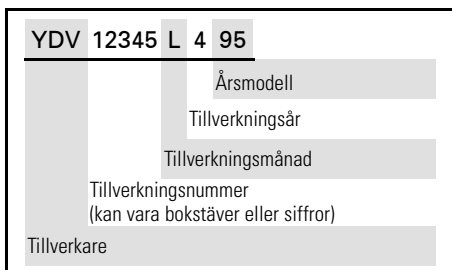 YDV 12345 L 4 95
Årsmodell
Tillverkningsår
Tillverkningsmånad
Tillverkningsnummer
(kan vara bokstäver eller siffror)
Tillverkare